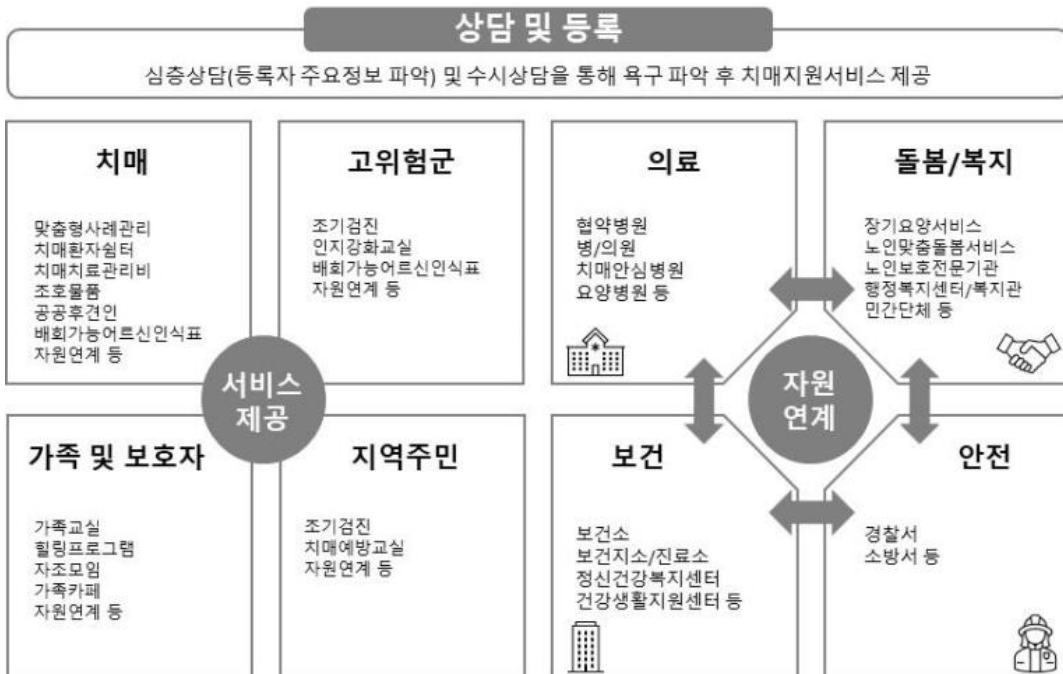 상담 및 등록
심층상담(등록자 주요정보 파악) 및 수시상담을 통해 욕구 파악 후 치매지원서비스 제공
치매
맞춤형사례관리
치매환자쉼터
치매치료관리비
조호물품
공공후견인
배회가능어르신인식표
자원연계 등
고위험군
조기검진
인지강화교실
배회가능어르신인식표
자원연계 등
서비스
제공
가족 및 보호자
가족교실
힐링프로그램
자조모임
가족카페
자원연계 등
지역주민
조기검진
치매예방교실
자원연계 등
의료
협약병원
병/의원
치매안심병원
요양병원 등
돌봄/복지
장기요양서비스
노인맞춤돌봄서비스
노인보호전문기관
행정복지센터/복지관
민간단체 등
자원
연계
보건
보건소
보건지소/진료소
정신건강복지센터
건강생활지원센터 등
안전
경찰서
소방서 등